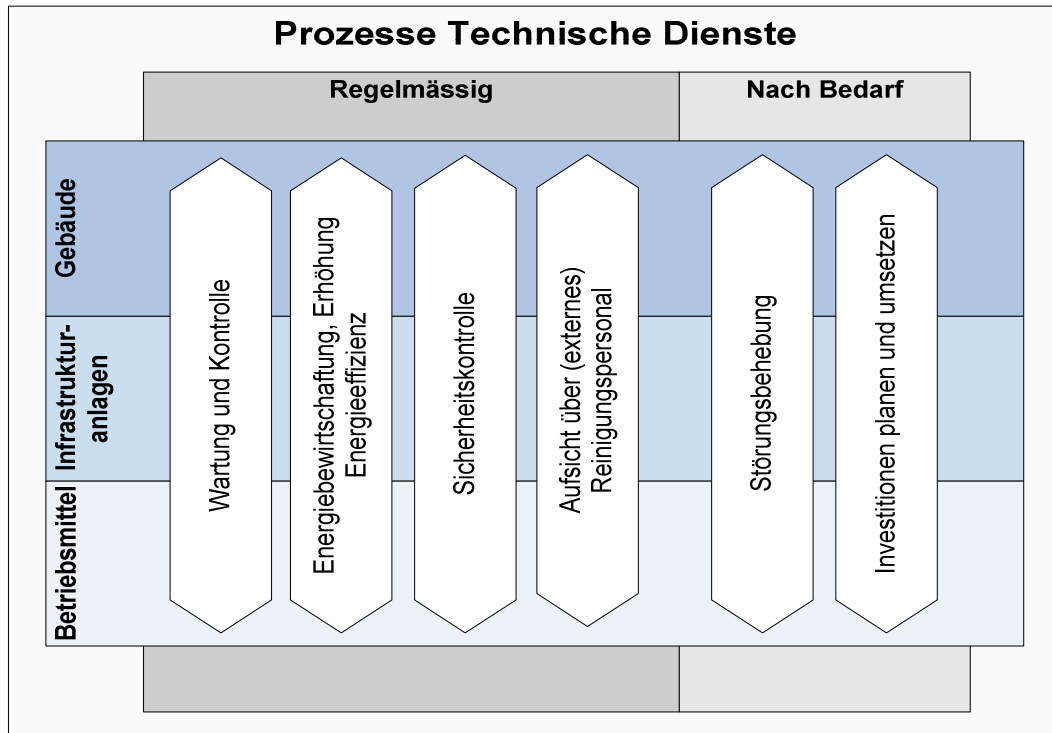 Prozesse Technische Dienste
Regelmässig
Nach Bedarf
Gebäude
Infrastruktur-
anlagen
Betriebsmittel
Wartung und Kontrolle
Energiebewirtschaftung, Erhöhung
Energieeffizienz
Sicherheitskontrolle
Aufsicht über (externes)
Reinigungspersonal
Störungsbehebung
Investitionen planen und umsetzen